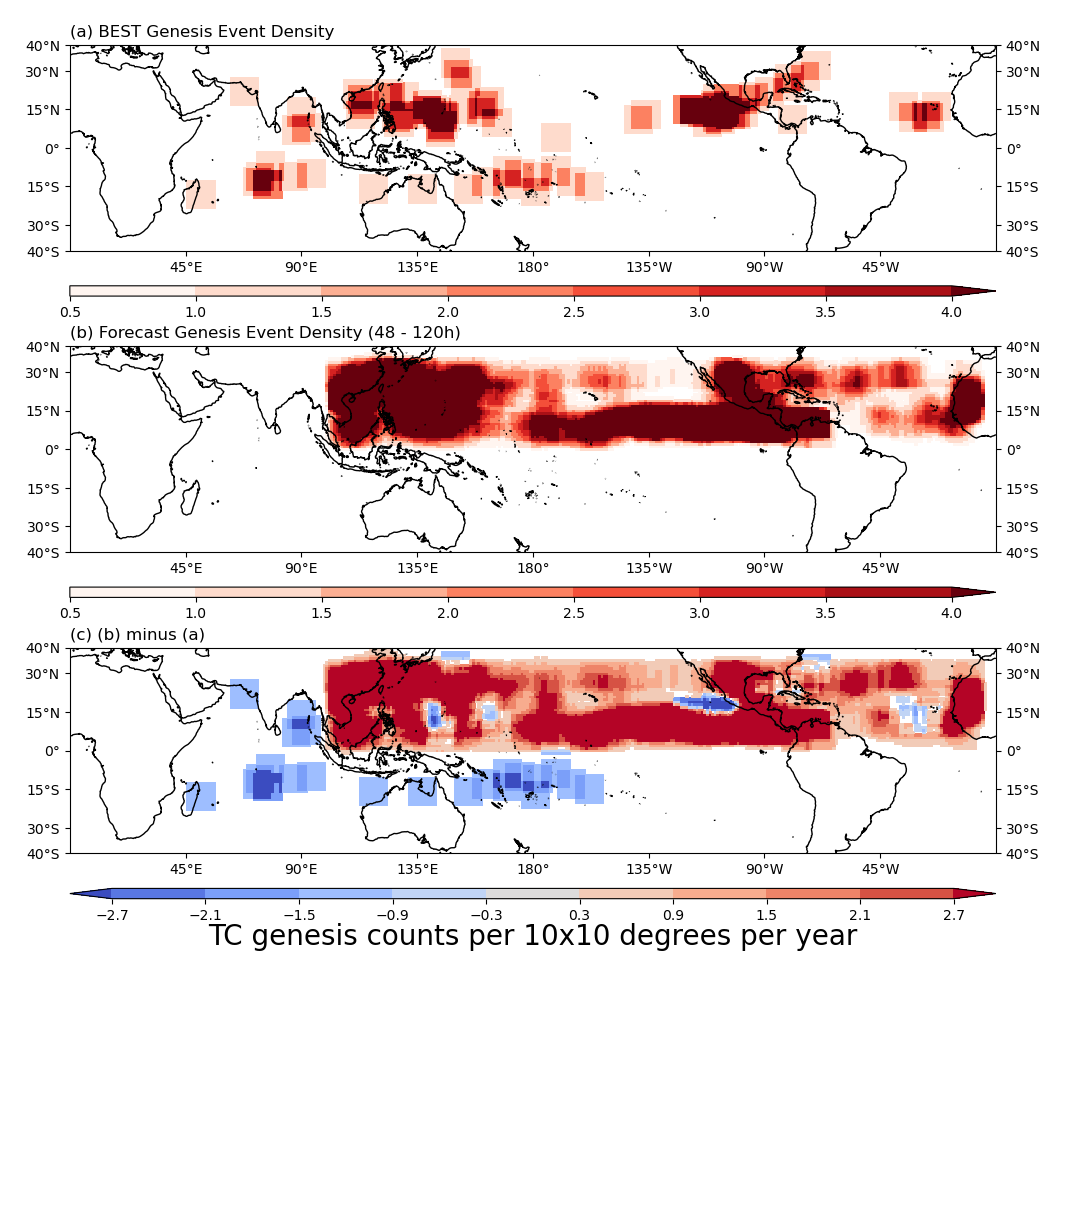 (a) BEST Genesis Event Density
40°N 40°N
30°N 30°N
15°N 15°N
0° 0°
15°S 15°S
30°S 30°S
40°S 40°S
45°E 90°E 135°E 180° 135°W 90°W 45°W
0.5 1.0 1.5 2.0 2.5 3.0 3.5 4.0
(b) Forecast Genesis Event Density (48 - 120h)
40°N 40°N
30°N 30°N
15°N 15°N
0° 0°
15°S 15°S
30°S 30°S
40°S 40°S
45°E 90°E 135°E 180° 135°W 90°W 45°W
0.5 1.0 1.5 2.0 2.5 3.0 3.5 4.0
(c) (b) minus (a)
40°N 40°N
30°N 30°N
15°N 15°N
0° 0°
15°S 15°S
30°S 30°S
40°S 40°S
45°E 90°E 135°E 180° 135°W 90°W 45°W
−2.7 −2.1 −1.5 −0.9 −0.3 0.3 0.9 1.5 2.1 2.7
TC genesis counts per 10x10 degrees per year